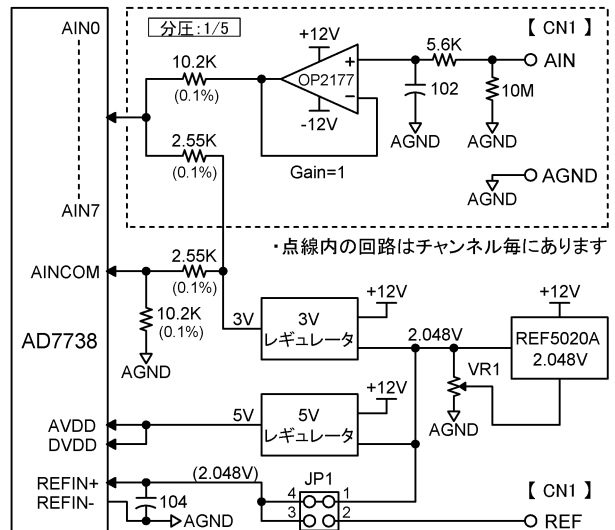 AIN0
分圧:1/5
+12V
【 CN1 】
10.2K
(0.1%)
OP2177
+
−
-12V
5.6K
AIN
102
10M
AGND
AGND
2.55K
(0.1%)
Gain=1
AGND
AGND
AIN7
・点線内の回路はチャンネル毎にあります
AINCOM
2.55K
(0.1%)
10.2K
(0.1%)
AGND
AD7738
3V
3V
レギュレータ
+12V
2.048V
+12V
REF5020A
2.048V
VR1
AGND
AVDD
DVDD
5V
5V
レギュレータ
+12V
REFIN+
REFIN-
(2.048V)
104
AGND
JP1
4
1
3
2
【 CN1 】
REF